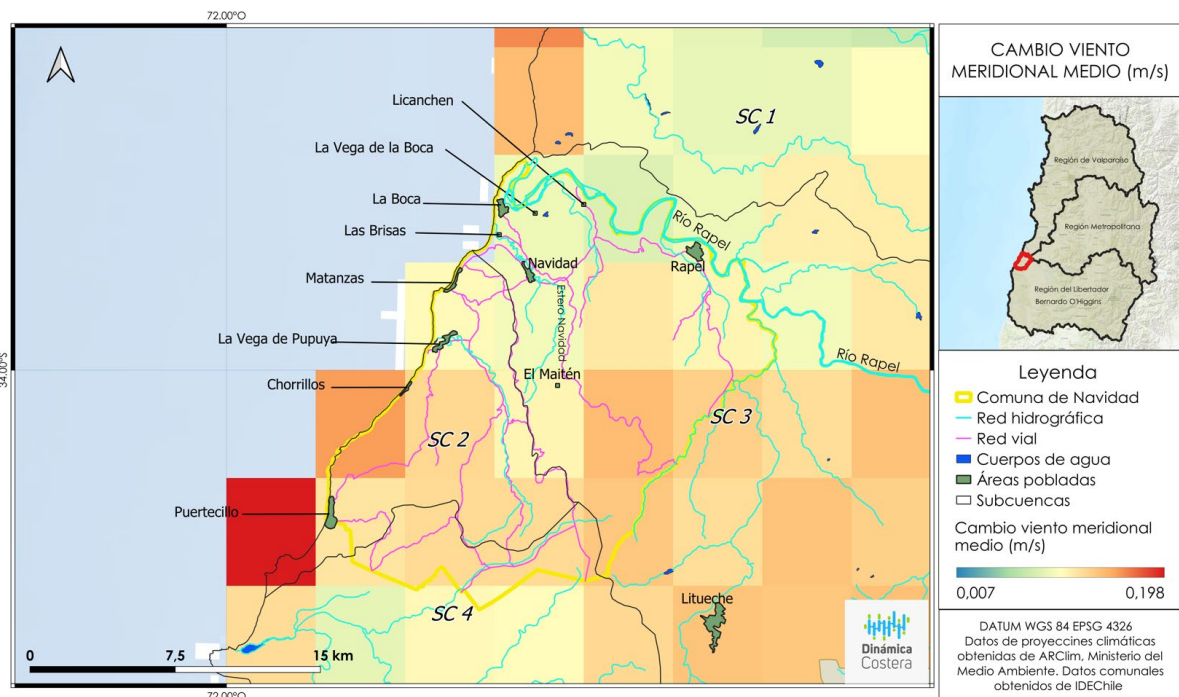 72.00°O
34.00°S
Licanchen
La Vega de la Boca
La Boca
Las Brisas
Matanzas
La Vega de Pupuya
Chorrillos
Puertecillo
Navidad
Estero Navidad
El Maitén
Rapel
Río Rapel
Río Rapel
Litueche
SC 1
SC 2
SC 3
SC 4
0 7,5 15 km
72.00°O
Dinámica
Costera
CAMBIO VIENTO
MERIDIONAL MEDIO (m/s)
Región de Valparaíso
Región Metropolitana
Región del Libertador
Bernardo O'Higgins
Leyenda
Comuna de Navidad
Red hidrográfica
Red vial
Cuerpos de agua
Áreas pobladas
Subcuencas
Cambio viento meridional
medio (m/s)
0,007 0,198
DATUM WGS 84 EPSG 4326
Datos de proyeccines climáticas
obtenidas de ARClim, Ministerio del
Medio Ambiente. Datos comunales
obtenidos de IDEChile